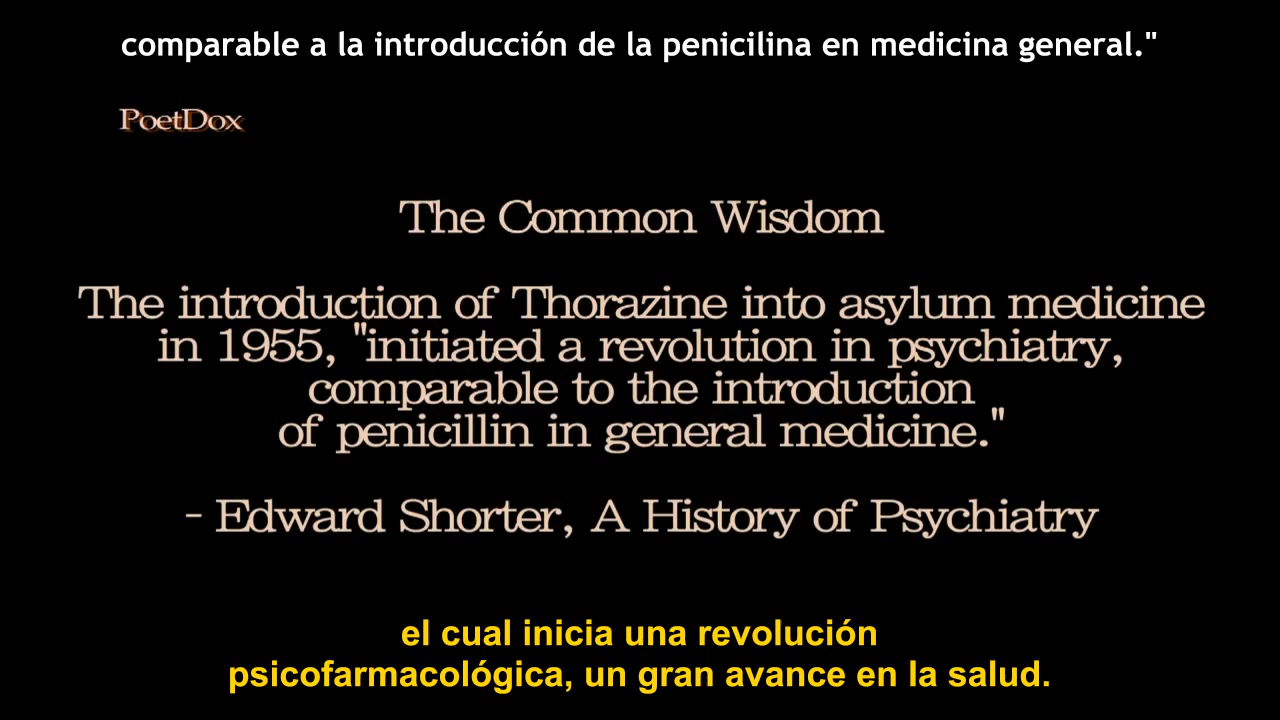 comparable a la introducción de la penicilina en medicina general."
PoetDox
The Common Wisdom
The introduction of Thorazine into asylum medicine
in 1955, "initiated a revolution in psychiatry,
comparable to the introduction
of penicillin in general medicine."
- Edward Shorter, A History of Psychiatry
el cual inicia una revolución
psicofarmacológica, un gran avance en la salud.